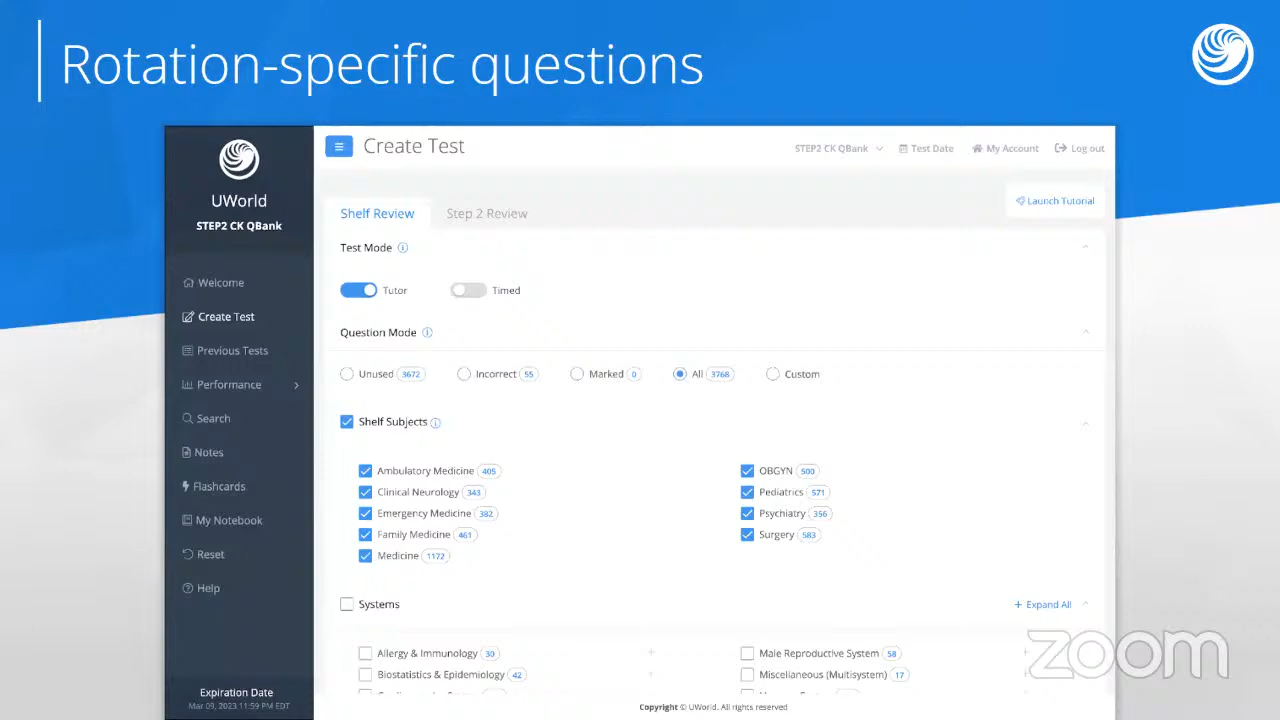 Rotation-specific questions
UWorld
STEP2 CK QBank
Welcome
Create Test
Previous Tests
Performance
Search
Notes
Flashcards
My Notebook
Reset
Help
Expiration Date
Mar 09, 2023 11:59 PM EDT
Create Test
STEP2 CK QBank Test Date My Account Log out
Shelf Review Step 2 Review Launch Tutorial
Test Mode
Tutor Timed
Question Mode
Unused 3672 Incorrect 55 Marked 0 All 3768 Custom
Shelf Subjects
Ambulatory Medicine 405 OBGYN 500
Clinical Neurology 343 Pediatrics 571
Emergency Medicine 382 Psychiatry 356
Family Medicine 461 Surgery 583
Medicine 1172
Systems + Expand All
Allergy & Immunology 30 Male Reproductive System 58
Biostatistics & Epidemiology 42 Miscellaneous (Multisystem) 17
Copyright © UWorld. All rights reserved
zoom